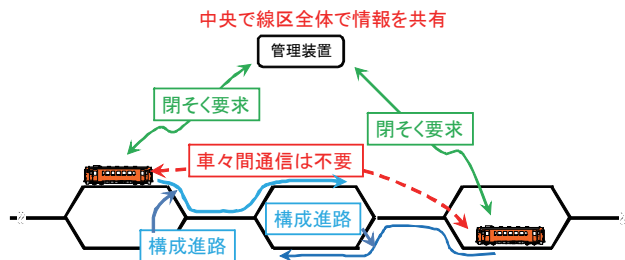 中央で線区全体で情報を共有
管理装置
閉そく要求
閉そく要求
車々間通信は不要
構成進路
構成進路